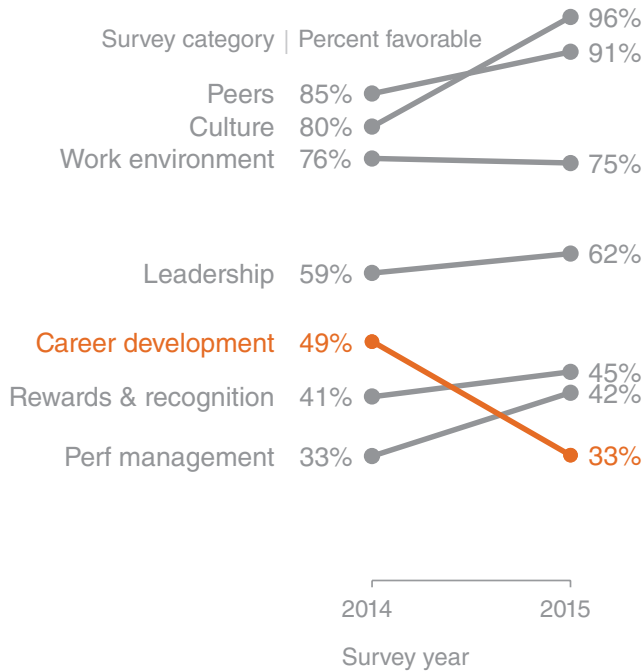 96%
Survey category | Percent favorable
91%
Peers 85%
Culture 80%
Work environment 76% 75%
62%
Leadership 59%
Career development 49%
45%
Rewards & recognition 41% 42%
Perf management 33% 33%
2014 2015
Survey year